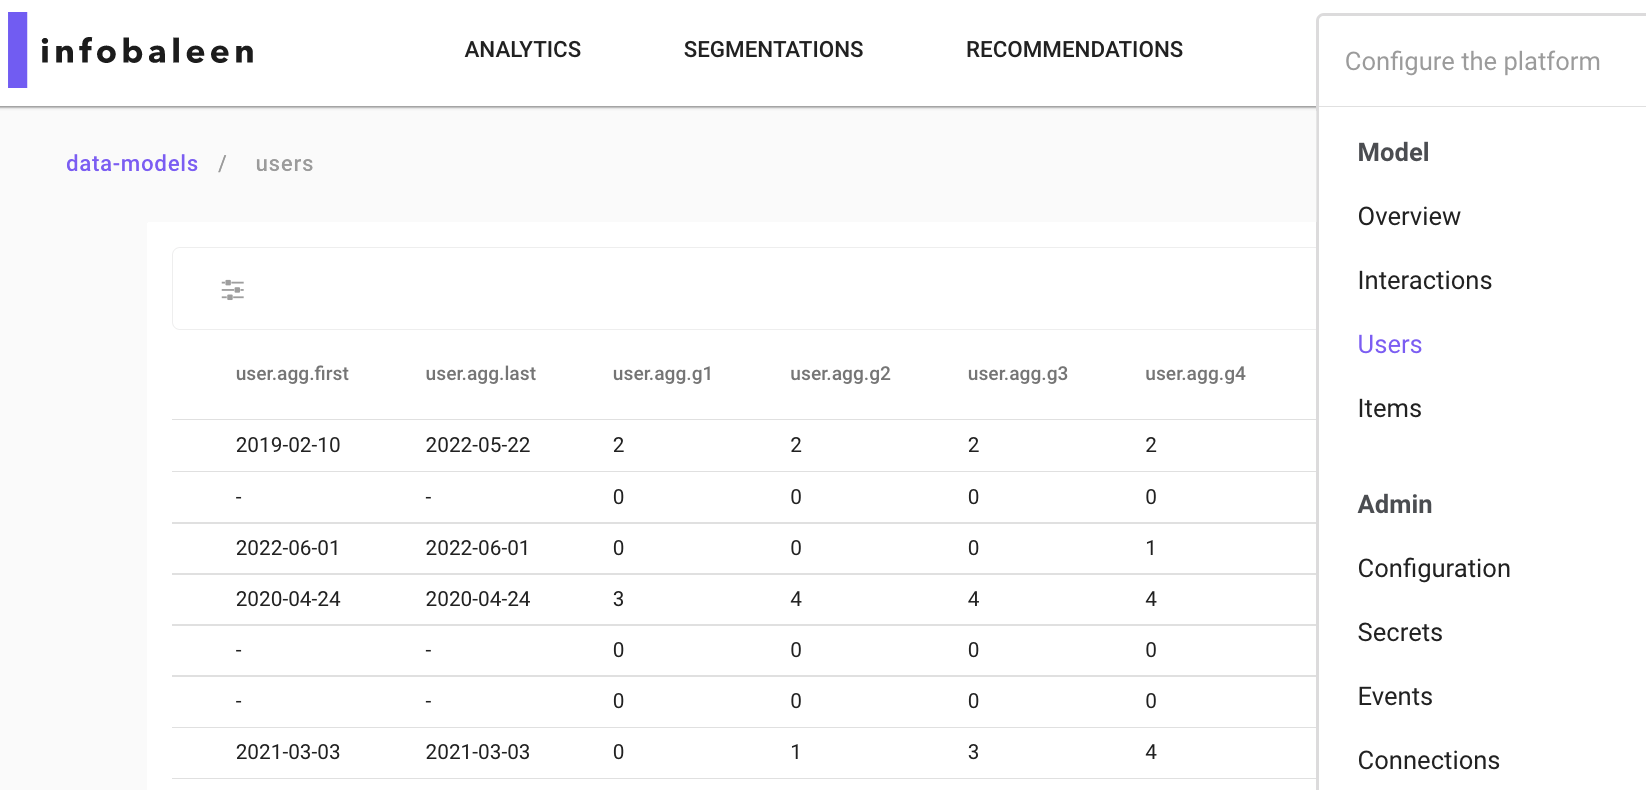 infobaleen
ANALYTICS SEGMENTATIONS RECOMMENDATIONS
data-models / users
user.agg.first user.agg.last user.agg.g1 user.agg.g2 user.agg.g3 user.agg.g4
2019-02-10 2022-05-22 2 2 2 2
- - 0 0 0 0
2022-06-01 2022-06-01 0 0 0 1
2020-04-24 2020-04-24 3 4 4 4
- - 0 0 0 0
- - 0 0 0 0
2021-03-03 2021-03-03 0 1 3 4
Configure the platform
Model
Overview
Interactions
Users
Items
Admin
Configuration
Secrets
Events
Connections